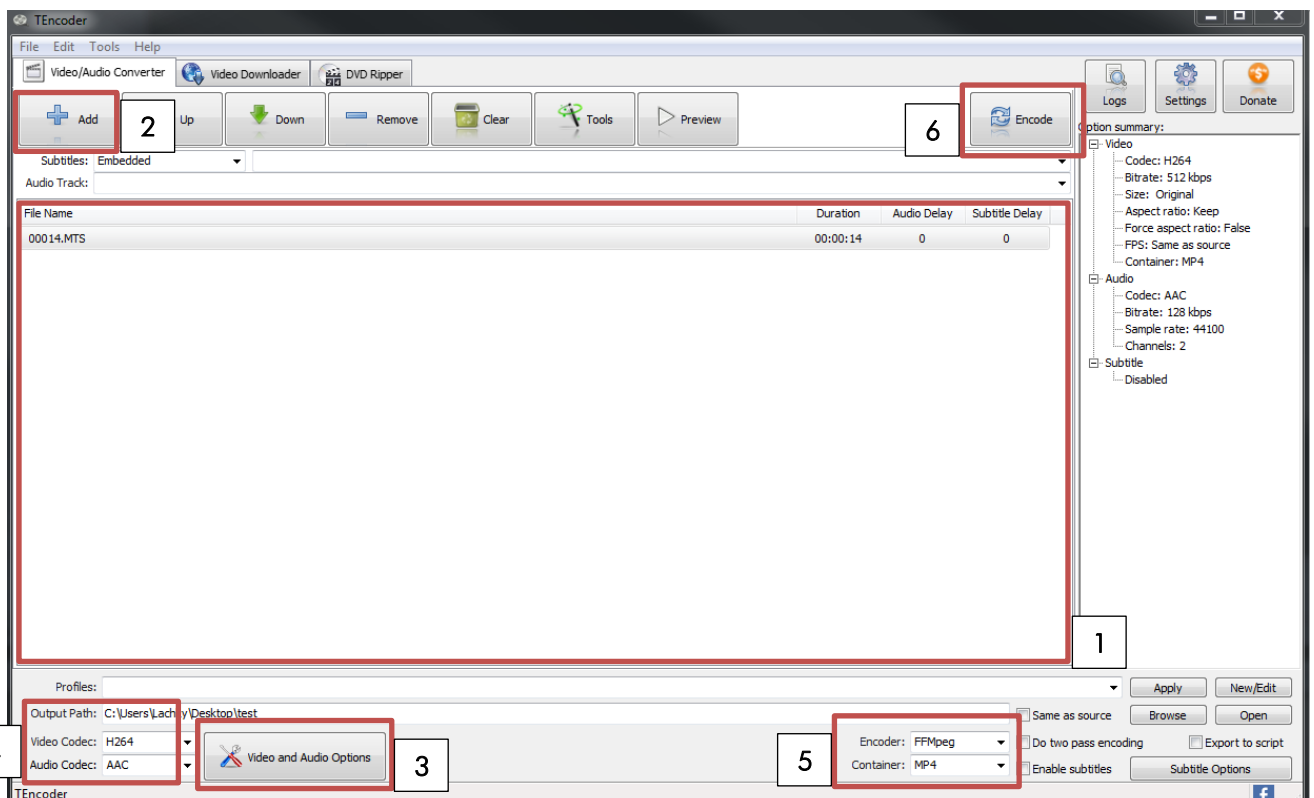 TEncoder
File Edit Tools Help
Video/Audio Converter Video Downloader DVD Ripper
Add 2 Up Down Remove Clear Tools Preview 6 Encode
Logs Settings Donate
Option summary:
Subtitles: Embedded
Audio Track:
File Name Duration Audio Delay Subtitle Delay
00014.MTS 00:00:14 0 0
Video
Codec: H264
Bitrate: 512 kbps
Size: Original
Aspect ratio: Keep
Force aspect ratio: False
FPS: Same as source
Container: MP4
Audio
Codec: AAC
Bitrate: 128 kbps
Sample rate: 44100
Channels: 2
Subtitle
Disabled
1
Profiles: Apply New/Edit
Output Path: C:\Users\Lachy\Desktop\test Same as source Browse Open
Video Codec: H264
Audio Codec: AAC
Video and Audio Options 3
5 Encoder: FFMpeg Do two pass encoding Export to script
Container: MP4 Enable subtitles Subtitle Options
TEncoder f